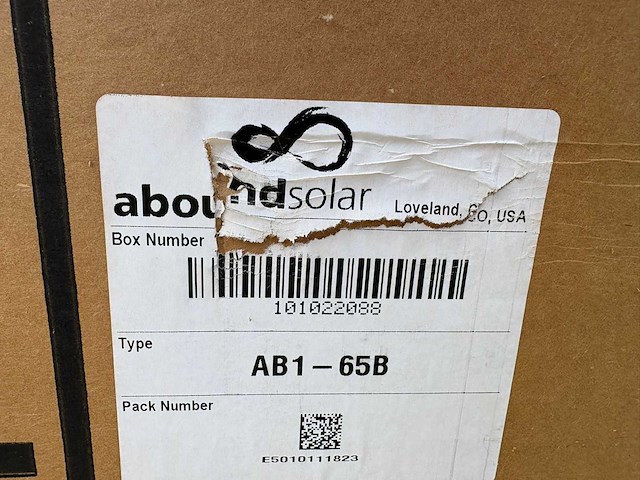 aboundsolar
Loveland, CO, USA
Box Number
101022088
Type
AB1-65B
Pack Number
E5010111823